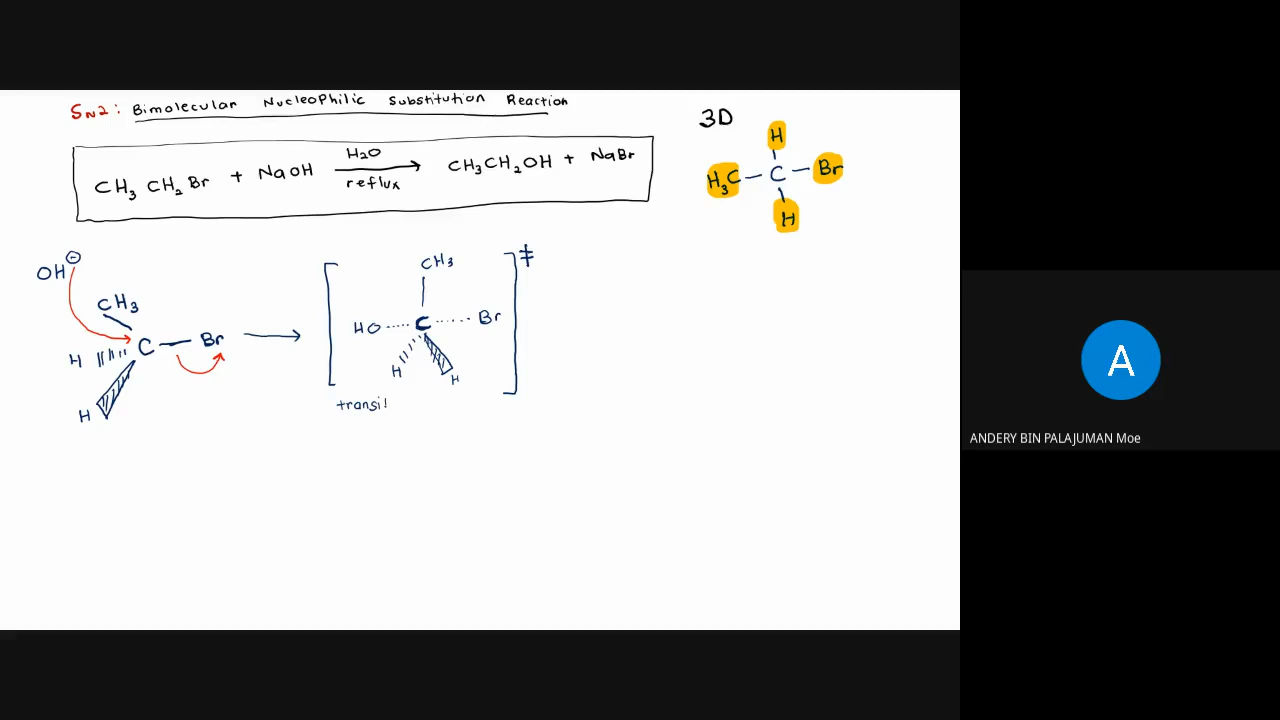 SN2: Bimolecular Nucleophilic Substitution Reaction
CH3 CH2 Br + NaOH H2O reflux CH3CH2OH + NaBr
3D
H
H3C C Br
H
OH⊖
CH3
H C Br
H
CH3
HO C Br
H H
‡
transi!
A
ANDERY BIN PALAJUMAN Moe